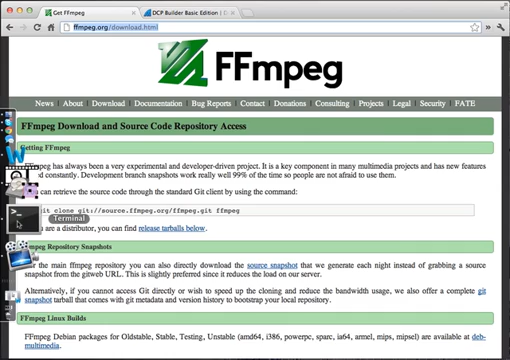 Get FFmpeg
DCP Builder Basic Edition | D
ffmpeg.org/download.html
FFmpeg
News | About | Download | Documentation | Bug Reports | Contact | Donations | Consulting | Projects | Legal | Security | FATE
FFmpeg Download and Source Code Repository Access
Getting FFmpeg
FFmpeg has always been a very experimental and developer-driven project. It is a key component in many multimedia projects and has new features
constantly. Development branch snapshots work really well 99% of the time so people are not afraid to use them.
can retrieve the source code through the standard Git client by using the command:
git clone git://source.ffmpeg.org/ffmpeg.git ffmpeg
Terminal
are a distributor, you can find release tarballs below.
Repository Snapshots
the main ffmpeg repository you can also directly download the source snapshot that we generate each night instead of grabbing a source
snapshot from the gitweb URL. This is slightly preferred since it reduces the load on our server.
Alternatively, if you cannot access Git directly or wish to speed up the cloning and reduce the bandwidth usage, we also offer a complete git
snapshot tarball that comes with git metadata and version history to bootstrap your local repository.
FFmpeg Linux Builds
FFmpeg Debian packages for Oldstable, Stable, Testing, Unstable (amd64, i386, powerpc, sparc, ia64, armel, mips, mipsel) are available at deb-
multimedia.